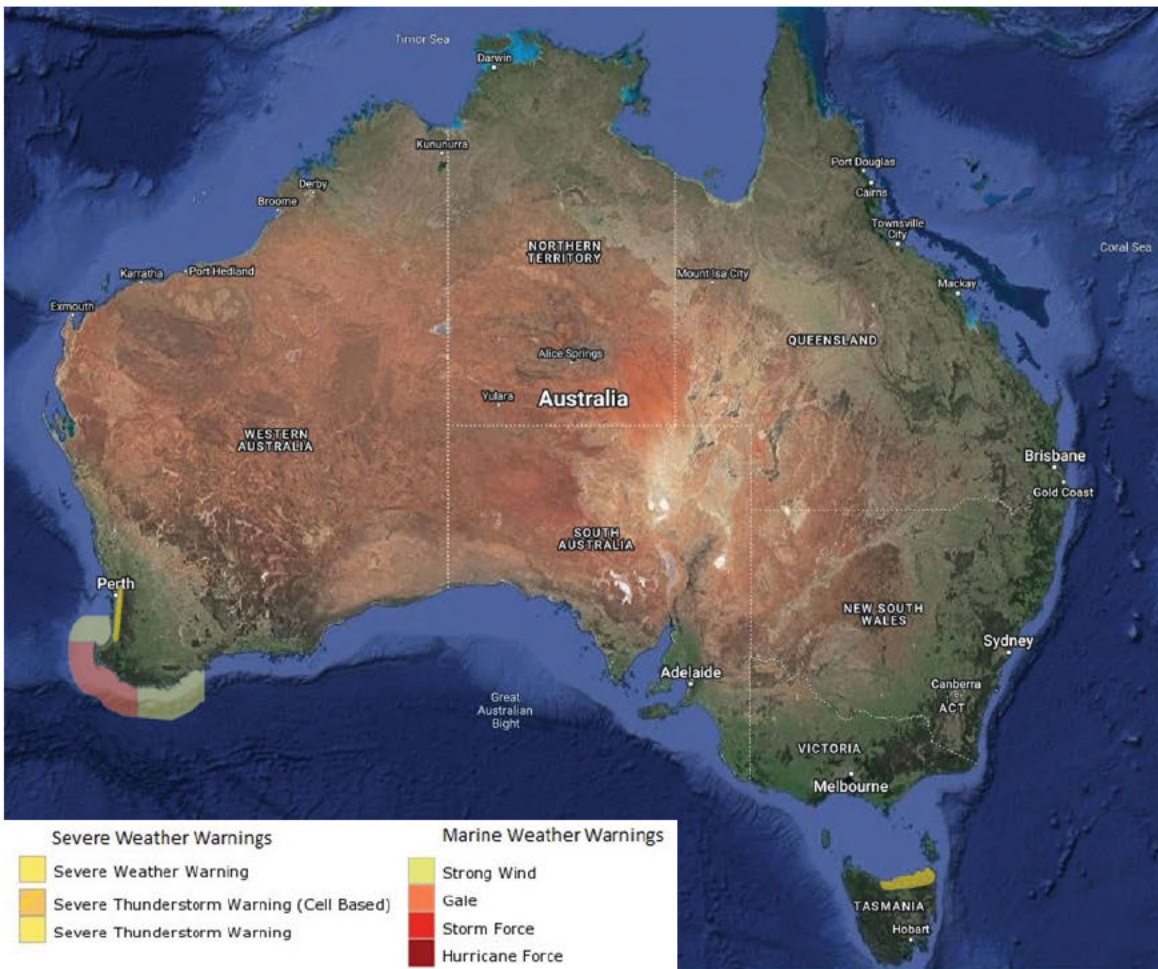 Timor Sea
Darwin
Kununurra
Derby
Broome
Port Douglas
Cairns
Townsville
City
Coral Sea
NORTHERN
TERRITORY
Karratha
Port Hedland
Mount Isa City
Mackay
Exmouth
QUEENSLAND
Alice Springs
Yulara
Australia
WESTERN
AUSTRALIA
Brisbane
Gold Coast
SOUTH
AUSTRALIA
Perth
NEW SOUTH
WALES
Sydney
Adelaide
Canberra
ACT
Great
Australian
Bight
VICTORIA
Melbourne
TASMANIA
Hobart
Severe Weather Warnings
Severe Weather Warning
Severe Thunderstorm Warning (Cell Based)
Severe Thunderstorm Warning
Marine Weather Warnings
Strong Wind
Gale
Storm Force
Hurricane Force